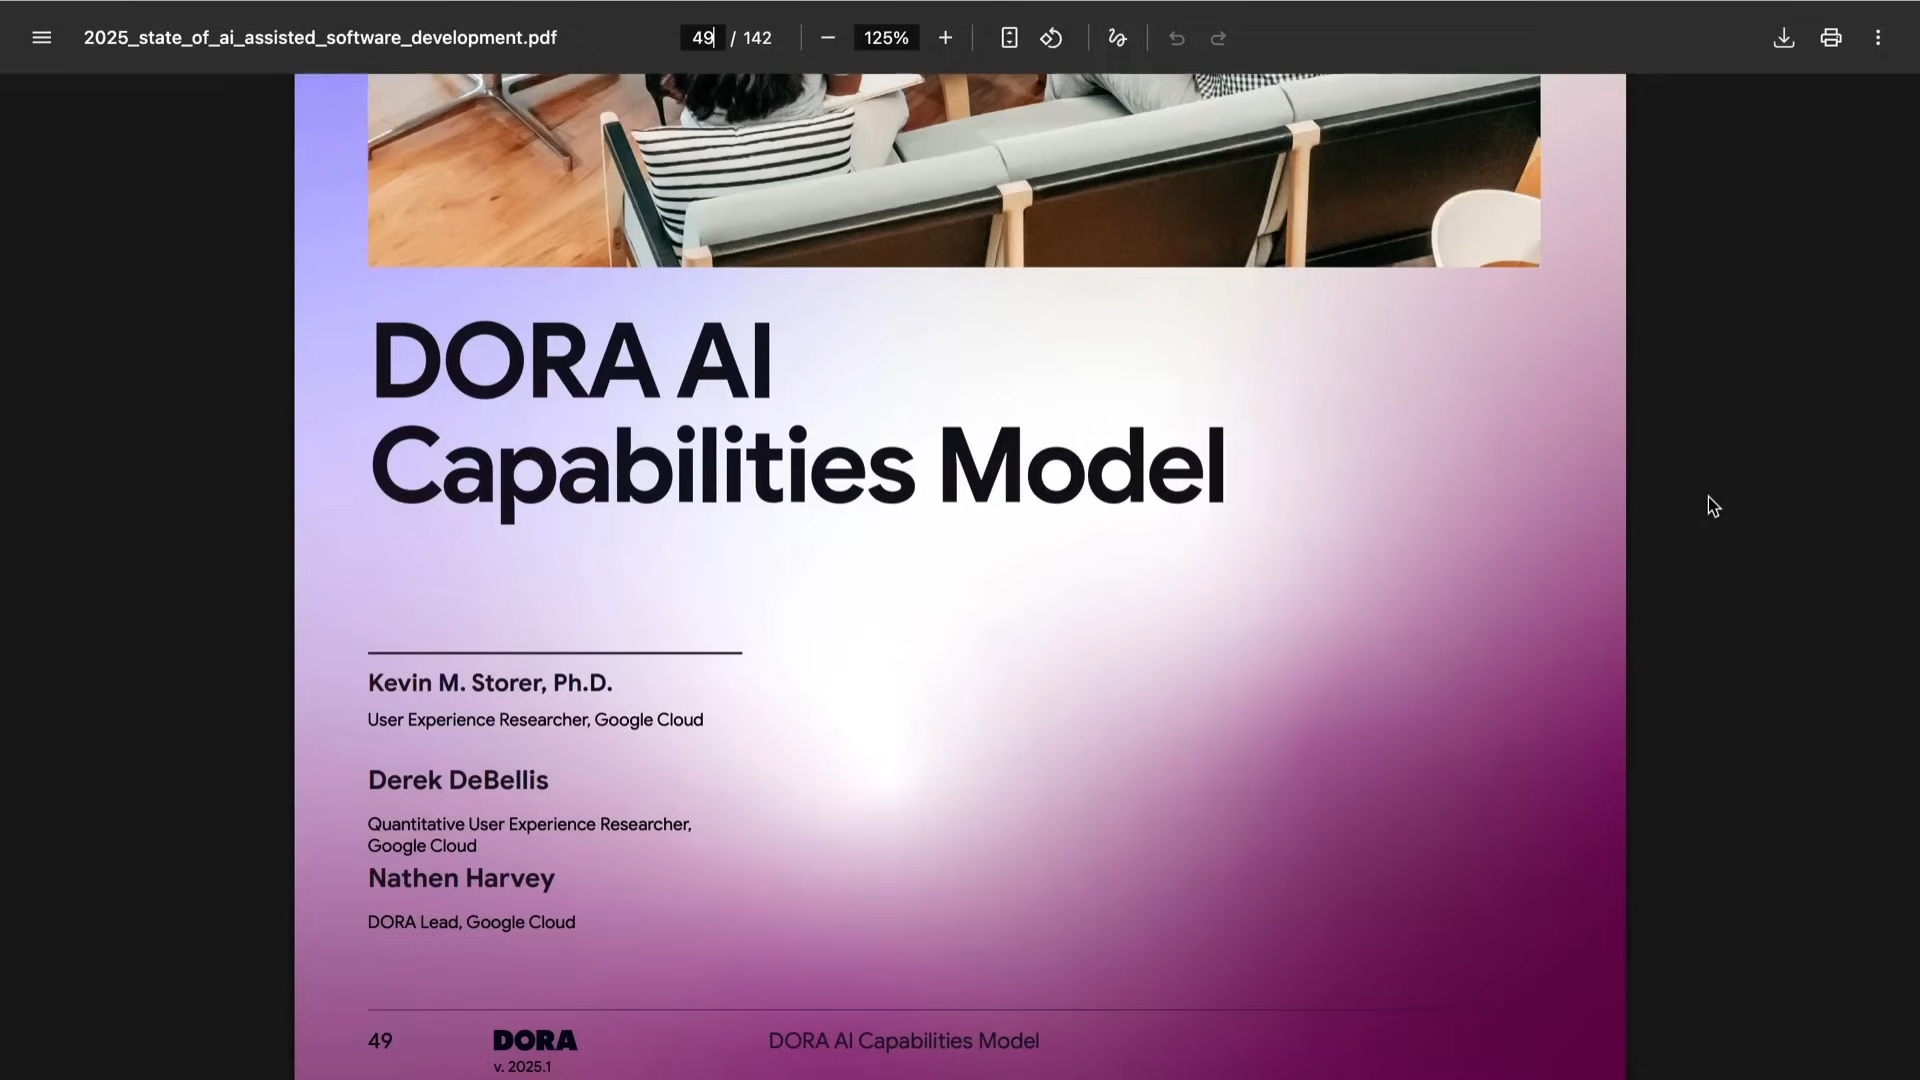 2025_state_of_ai_assisted_software_development.pdf
49 / 142
125%
DORA AI
Capabilities Model
Kevin M. Storer, Ph.D.
User Experience Researcher, Google Cloud
Derek DeBellis
Quantitative User Experience Researcher,
Google Cloud
Nathen Harvey
DORA Lead, Google Cloud
49
DORA
v. 2025.1
DORA AI Capabilities Model